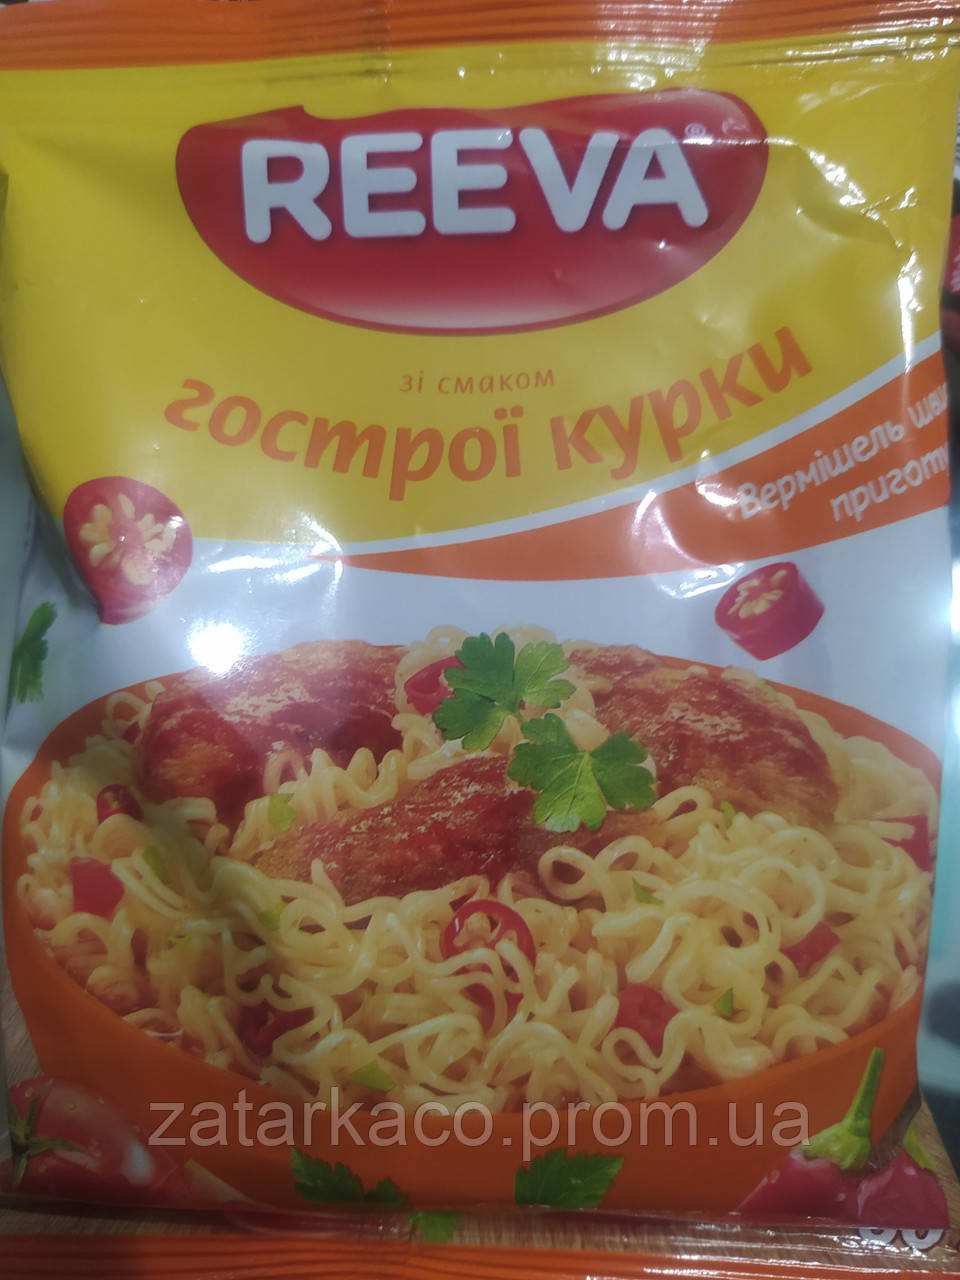 REEVA®
зі смаком
гострої курки
Вермішель
zatarkaco.prom.ua